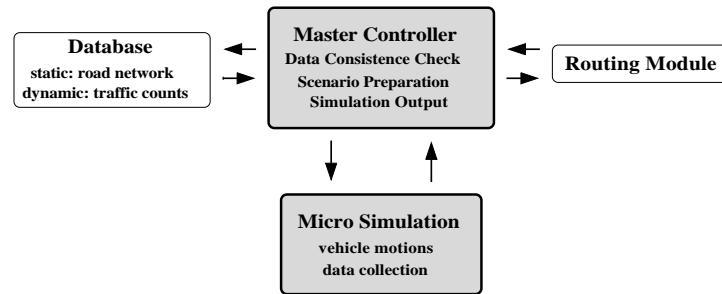 Database
static: road network
dynamic: traffic counts
Master Controller
Data Consistence Check
Scenario Preparation
Simulation Output
Routing Module
Micro Simulation
vehicle motions
data collection